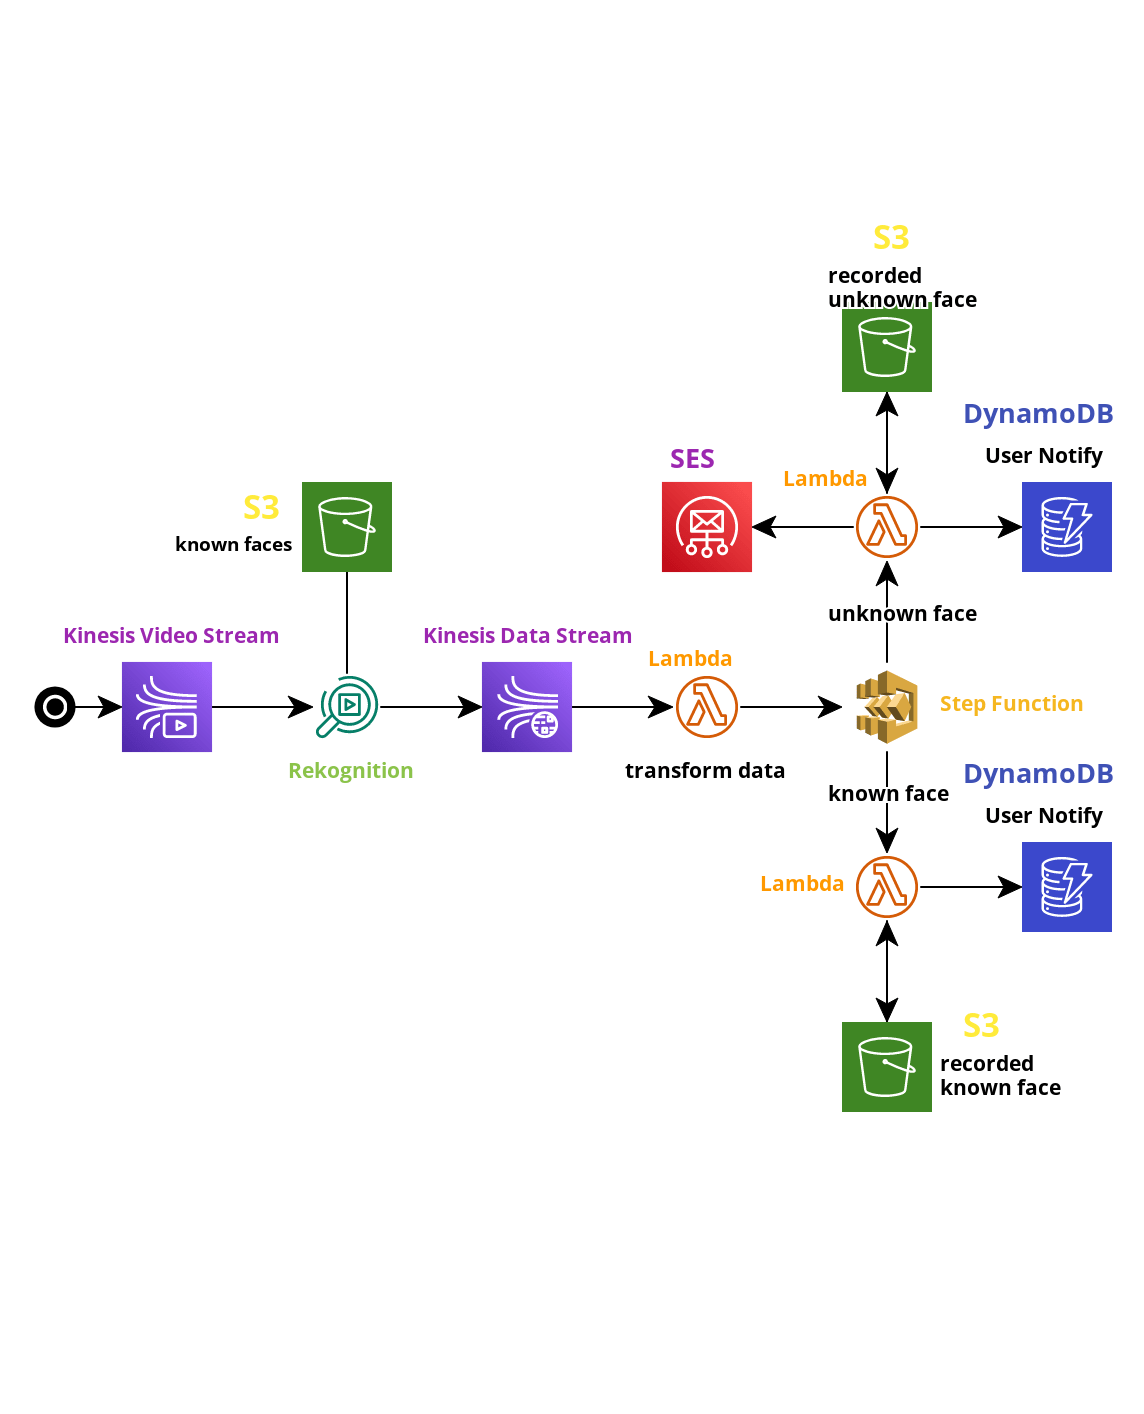 S3
recorded
unknown face
DynamoDB
User Notify
SES
Lambda
S3
known faces
unknown face
Kinesis Video Stream
Kinesis Data Stream
Lambda
Step Function
Rekognition
transform data
known face
DynamoDB
User Notify
Lambda
S3
recorded
known face